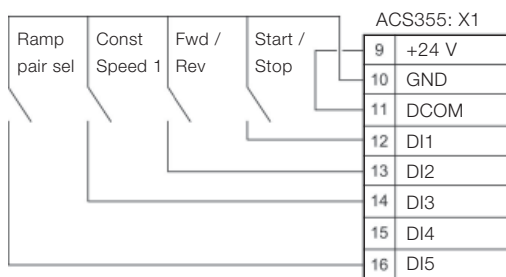 ACS355: X1
Ramp
pair sel
Const
Speed 1
Fwd /
Rev
Start /
Stop
9 +24 V
10 GND
11 DCOM
12 DI1
13 DI2
14 DI3
15 DI4
16 DI5